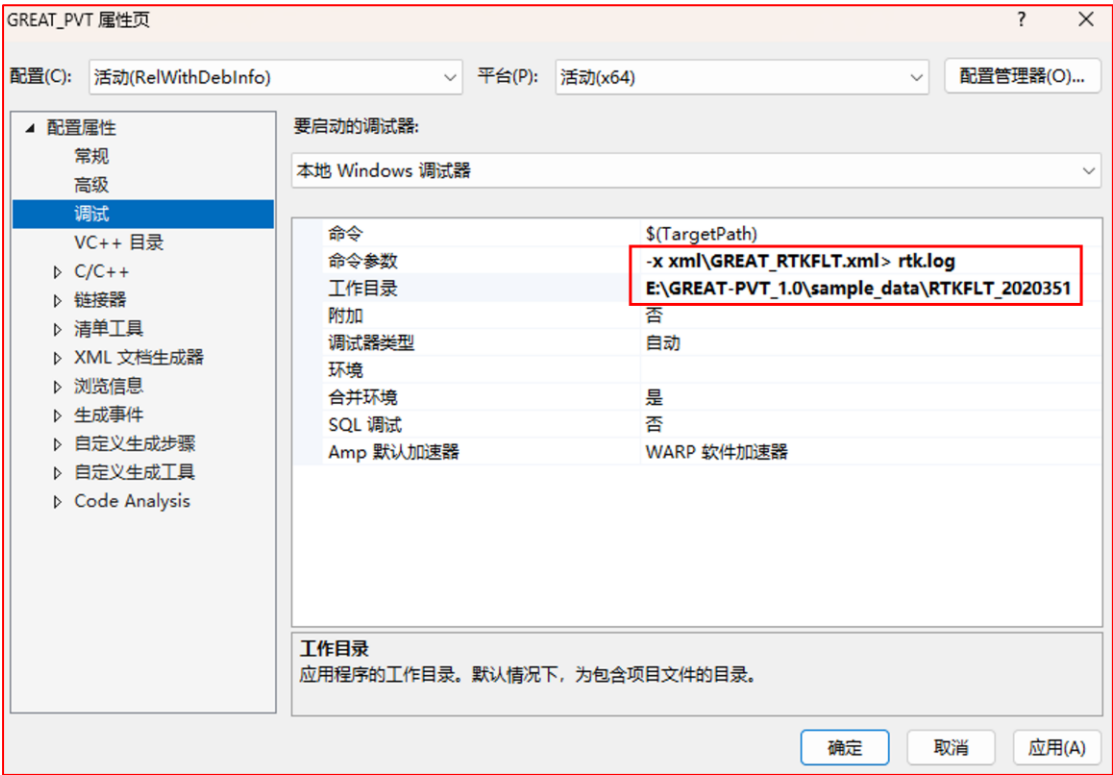 GREAT_PVT 属性页
?
配置(C):
活动(RelWithDebInfo)
平台(P):
活动(x64)
配置管理器(O)...
配置属性
常规
高级
调试
VC++ 目录
C/C++
链接器
清单工具
XML 文档生成器
浏览信息
生成事件
自定义生成步骤
自定义生成工具
Code Analysis
要启动的调试器:
本地 Windows 调试器
命令 $(TargetPath)
命令参数 -x xml\GREAT_RTKFLT.xml> rtk.log
工作目录 E:\GREAT-PVT_1.0\sample_data\RTKFLT_2020351
附加 否
调试器类型 自动
环境
合并环境 是
SQL 调试 否
Amp 默认加速器 WARP 软件加速器
工作目录
应用程序的工作目录。默认情况下，为包含项目文件的目录。
确定
取消
应用(A)